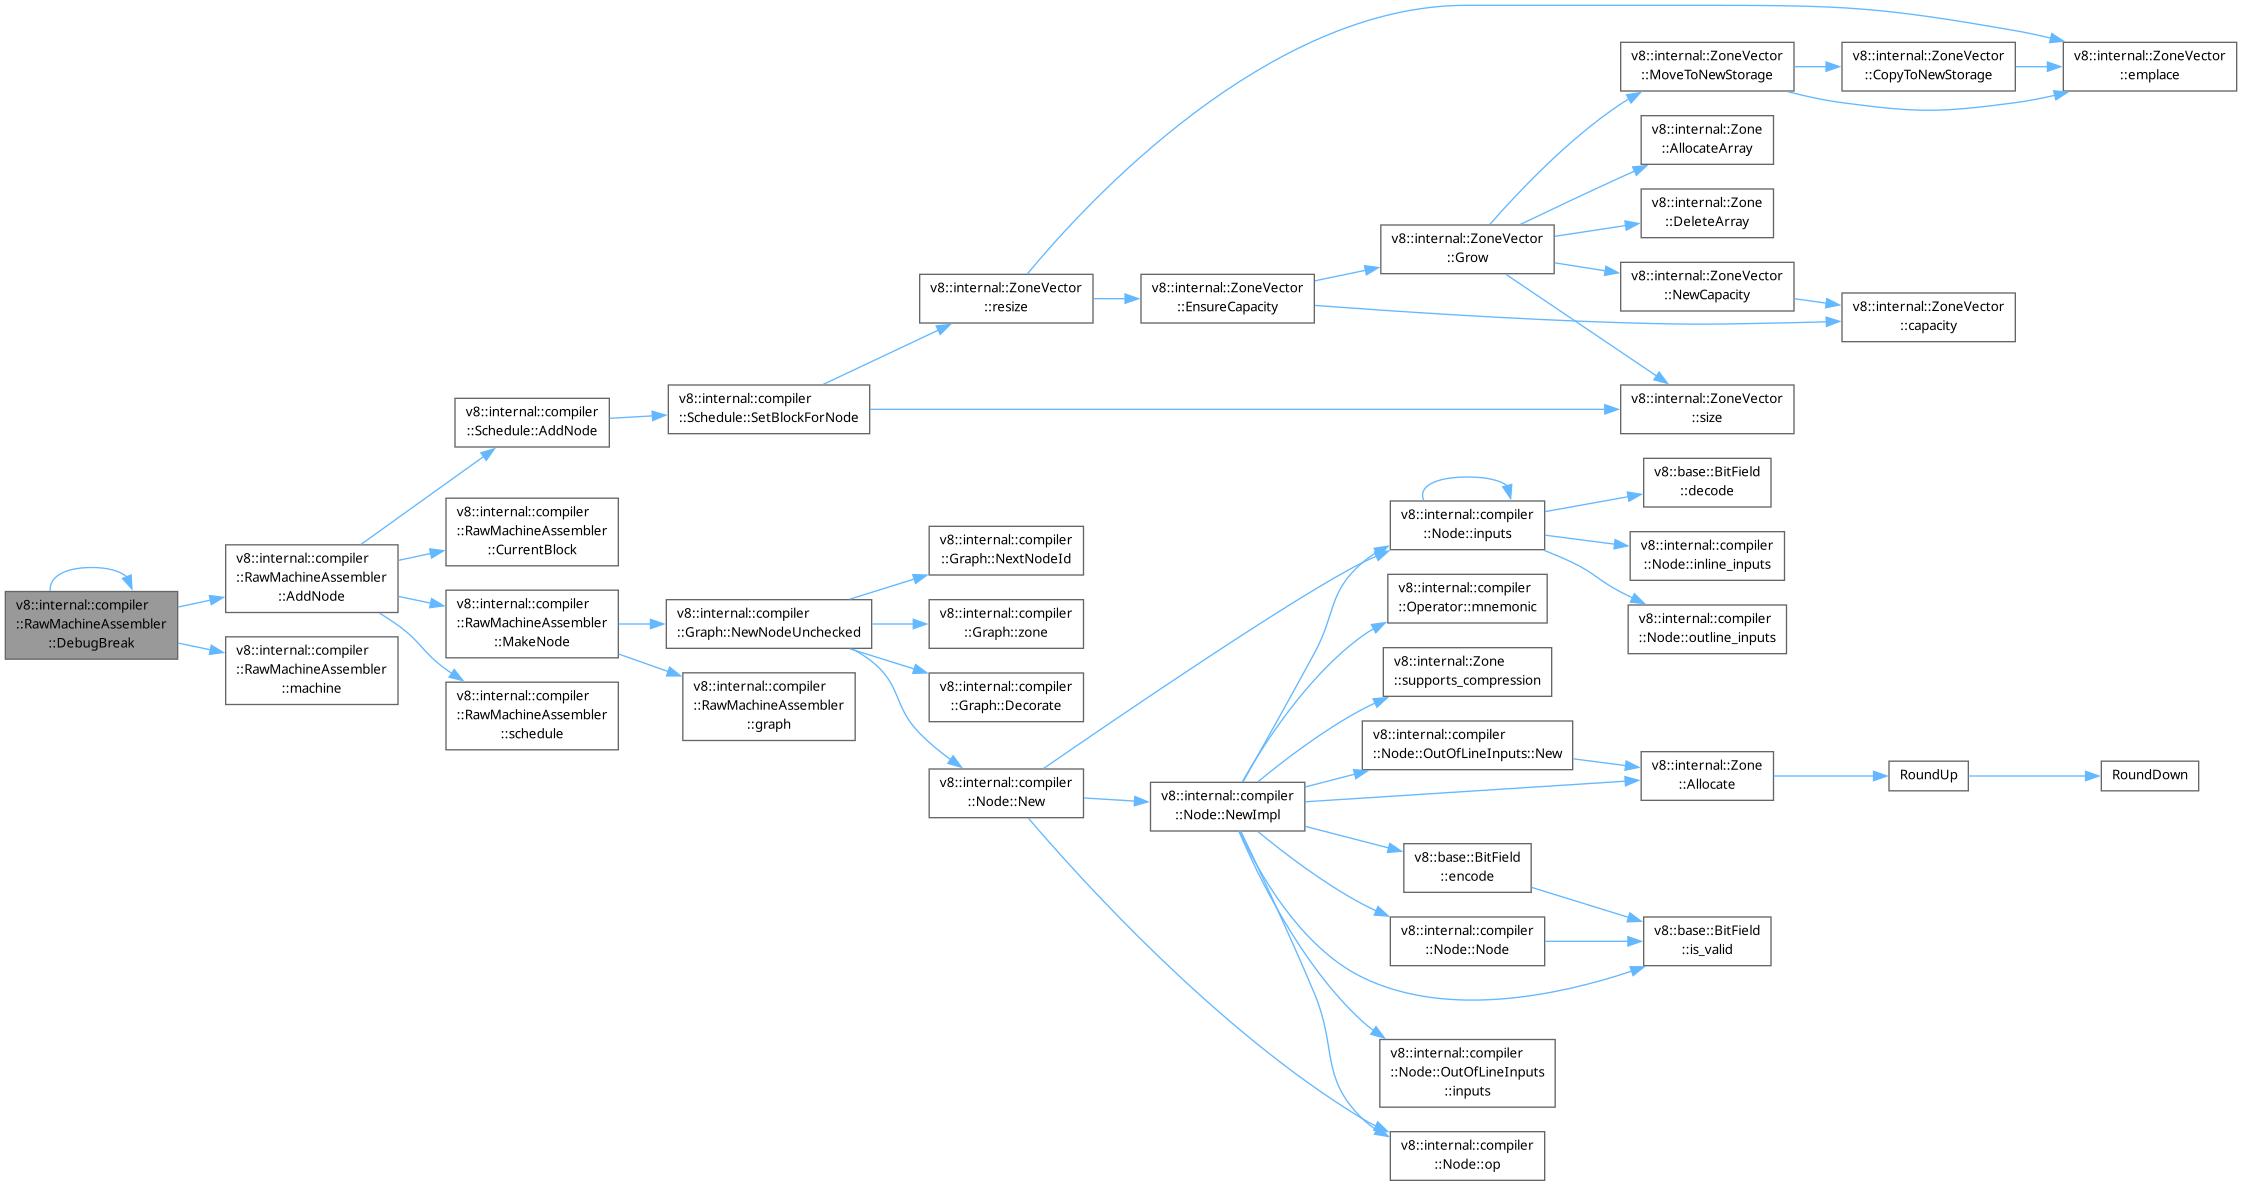 v8::internal::compiler
::RawMachineAssembler
::DebugBreak
v8::internal::compiler
::RawMachineAssembler
::AddNode
v8::internal::compiler
::RawMachineAssembler
::machine
v8::internal::compiler
::Schedule::AddNode
v8::internal::compiler
::RawMachineAssembler
::CurrentBlock
v8::internal::compiler
::RawMachineAssembler
::MakeNode
v8::internal::compiler
::RawMachineAssembler
::schedule
v8::internal::compiler
::Schedule::SetBlockForNode
v8::internal::compiler
::Graph::NewNodeUnchecked
v8::internal::compiler
::RawMachineAssembler
::graph
v8::internal::ZoneVector
::resize
v8::internal::compiler
::Graph::NextNodeId
v8::internal::compiler
::Graph::zone
v8::internal::compiler
::Graph::Decorate
v8::internal::compiler
::Node::New
v8::internal::ZoneVector
::EnsureCapacity
v8::internal::compiler
::Node::NewImpl
v8::internal::ZoneVector
::Grow
v8::internal::compiler
::Node::inputs
v8::internal::compiler
::Operator::mnemonic
v8::internal::Zone
::supports_compression
v8::internal::compiler
::Node::OutOfLineInputs::New
v8::base::BitField
::encode
v8::internal::compiler
::Node::Node
v8::internal::compiler
::Node::OutOfLineInputs
::inputs
v8::internal::compiler
::Node::op
v8::internal::ZoneVector
::MoveToNewStorage
v8::internal::Zone
::AllocateArray
v8::internal::Zone
::DeleteArray
v8::internal::ZoneVector
::NewCapacity
v8::internal::ZoneVector
::size
v8::base::BitField
::decode
v8::internal::compiler
::Node::inline_inputs
v8::internal::compiler
::Node::outline_inputs
v8::internal::Zone
::Allocate
v8::base::BitField
::is_valid
v8::internal::ZoneVector
::CopyToNewStorage
v8::internal::ZoneVector
::capacity
RoundUp
v8::internal::ZoneVector
::emplace
RoundDown